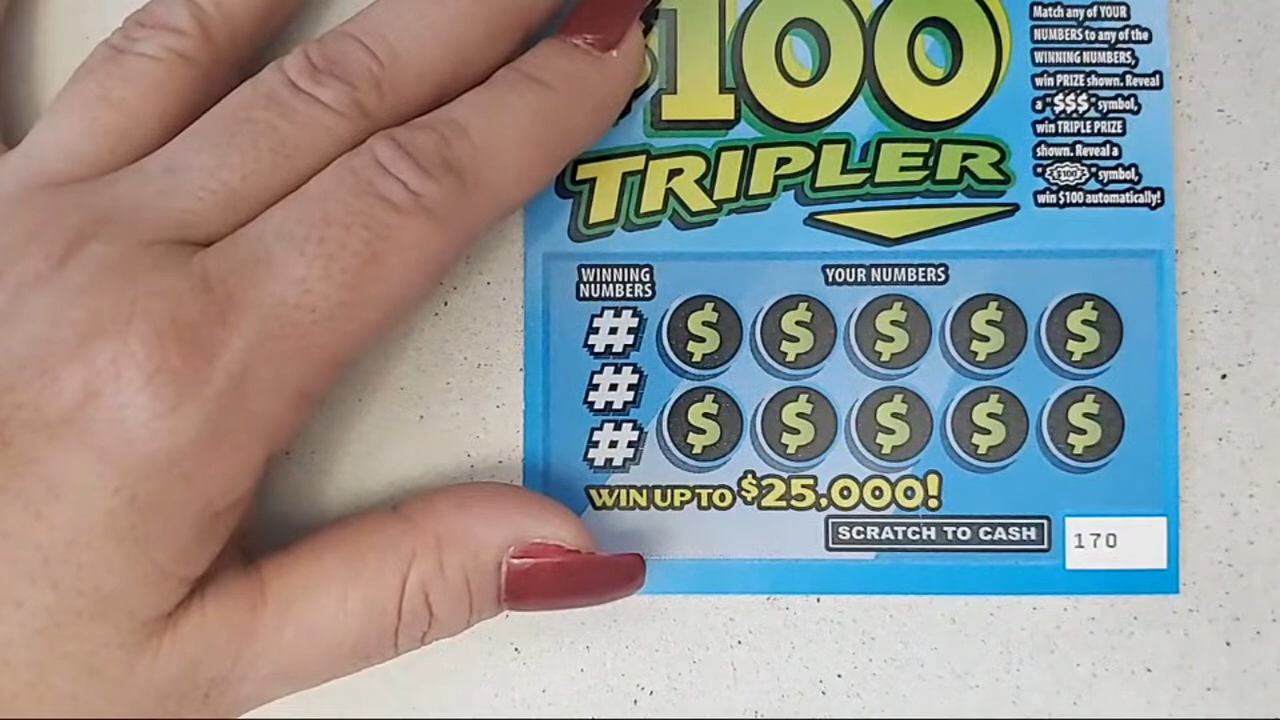 $100
TRIPLER
Match any of YOUR
NUMBERS to any of the
WINNING NUMBERS,
win PRIZE shown. Reveal
a "$$$" symbol,
win TRIPLE PRIZE
shown. Reveal a
"$100" symbol,
win $100 automatically!
WINNING
NUMBERS
YOUR NUMBERS
# $ $ $ $ $
#
# $ $ $ $ $
WIN UP TO $25,000!
SCRATCH TO CASH
170